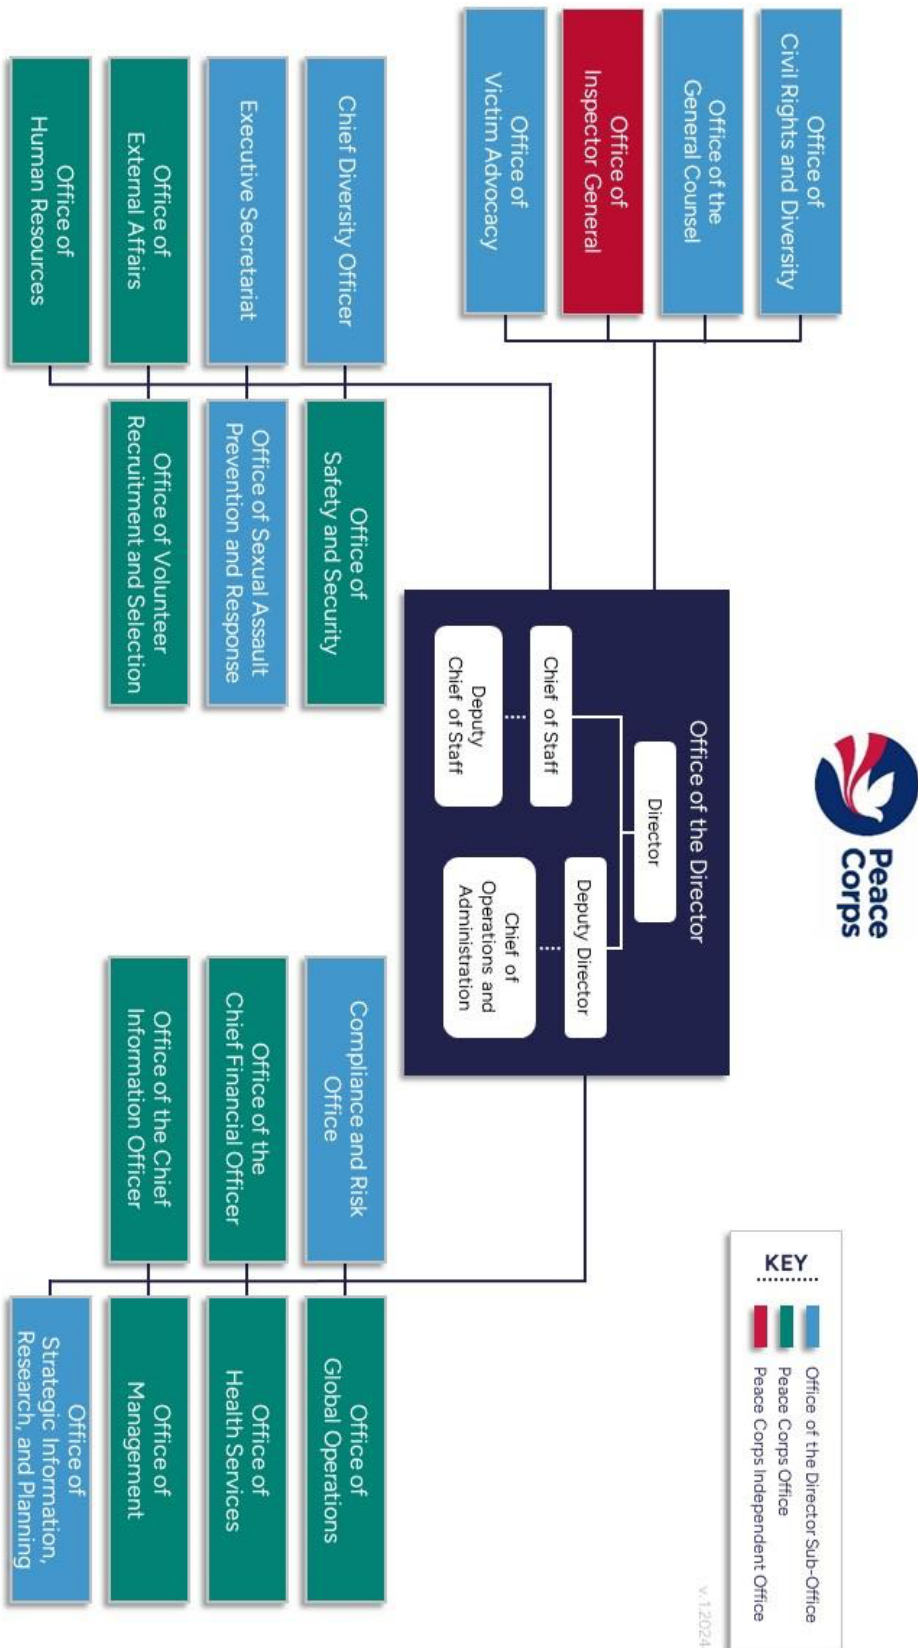 Peace
Corps
KEY
Office of the Director Sub-Office
Peace Corps Office
Peace Corps Independent Office
Office of
Civil Rights and Diversity
Office of the
General Counsel
Office of
Inspector General
Office of
Victim Advocacy
Office of the Director
Director
Chief of Staff
Deputy
Chief of Staff
Deputy Director
Chief of
Operations and
Administration
Chief Diversity Officer
Office of
Safety and Security
Executive Secretariat
Office of Sexual Assault
Prevention and Response
Office of
External Affairs
Office of Volunteer
Recruitment and Selection
Office of
Human Resources
Compliance and Risk
Office
Office of
Global Operations
Office of the
Chief Financial Officer
Office of
Health Services
Office of the Chief
Information Officer
Office of
Management
Office of
Strategic Information,
Research, and Planning
v.1.2024